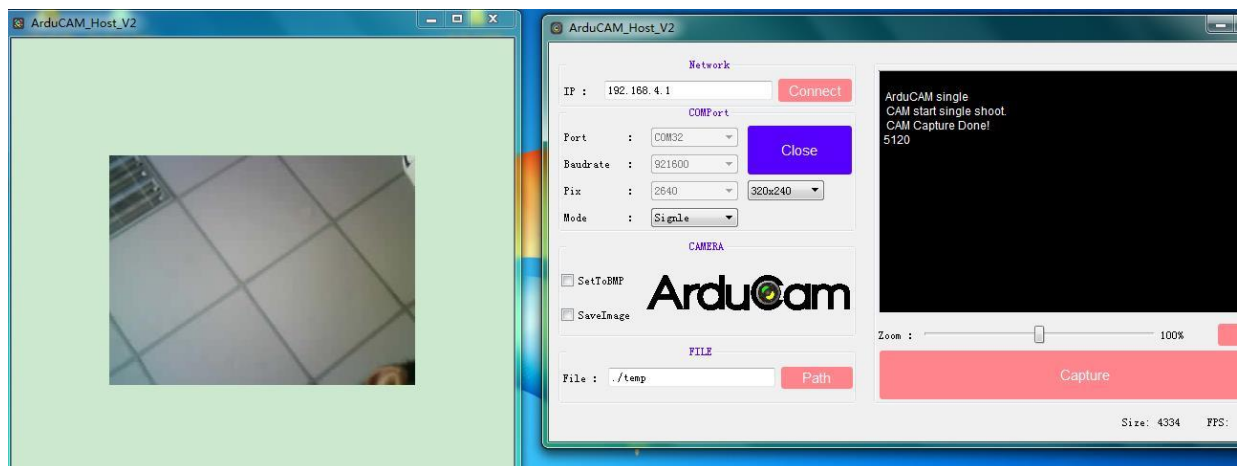 ArduCAM_Host_V2
ArduCAM_Host_V2
Network
IP : 192.168.4.1 Connect
COMPort
Port : COM32
Close
Baudrate : 921600
Pix : 2640 320x240
Mode : Signle
CAMERA
SetToBMP
ArduCam
SaveImage
FILE
File : ./temp Path
ArduCAM single
CAM start single shoot.
CAM Capture Done!
5120
Zoom : 100%
Capture
Size: 4334 FPS: